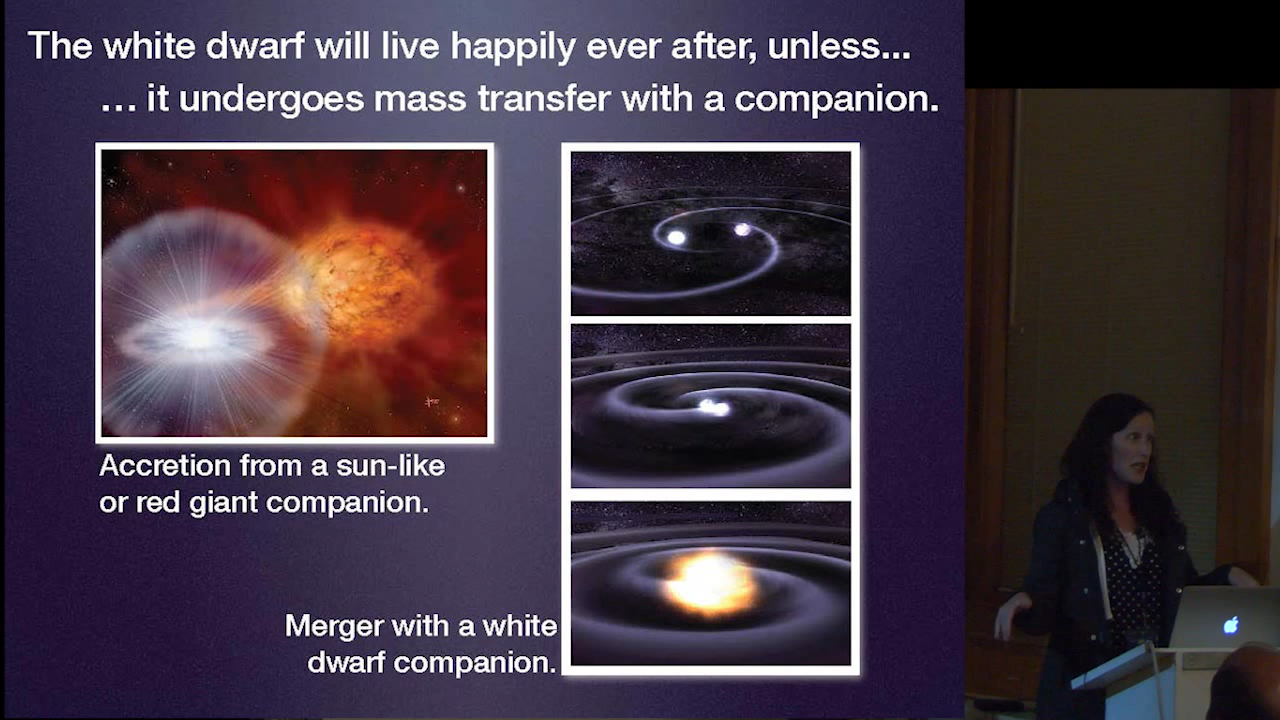 The white dwarf will live happily ever after, unless...
... it undergoes mass transfer with a companion.
Accretion from a sun-like
or red giant companion.
Merger with a white
dwarf companion.